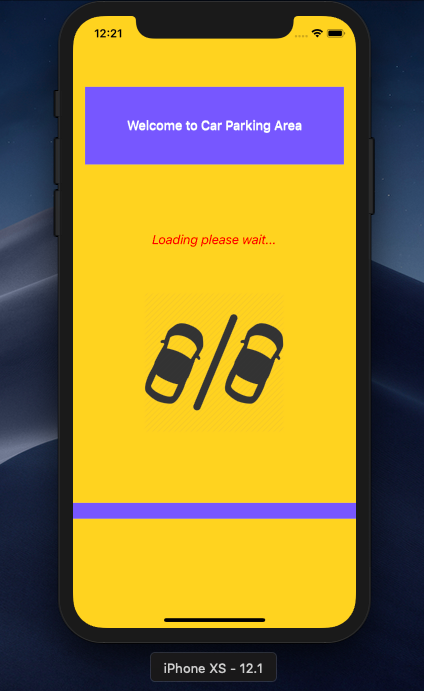 12:21
Welcome to Car Parking Area
Loading please wait...
iPhone XS - 12.1